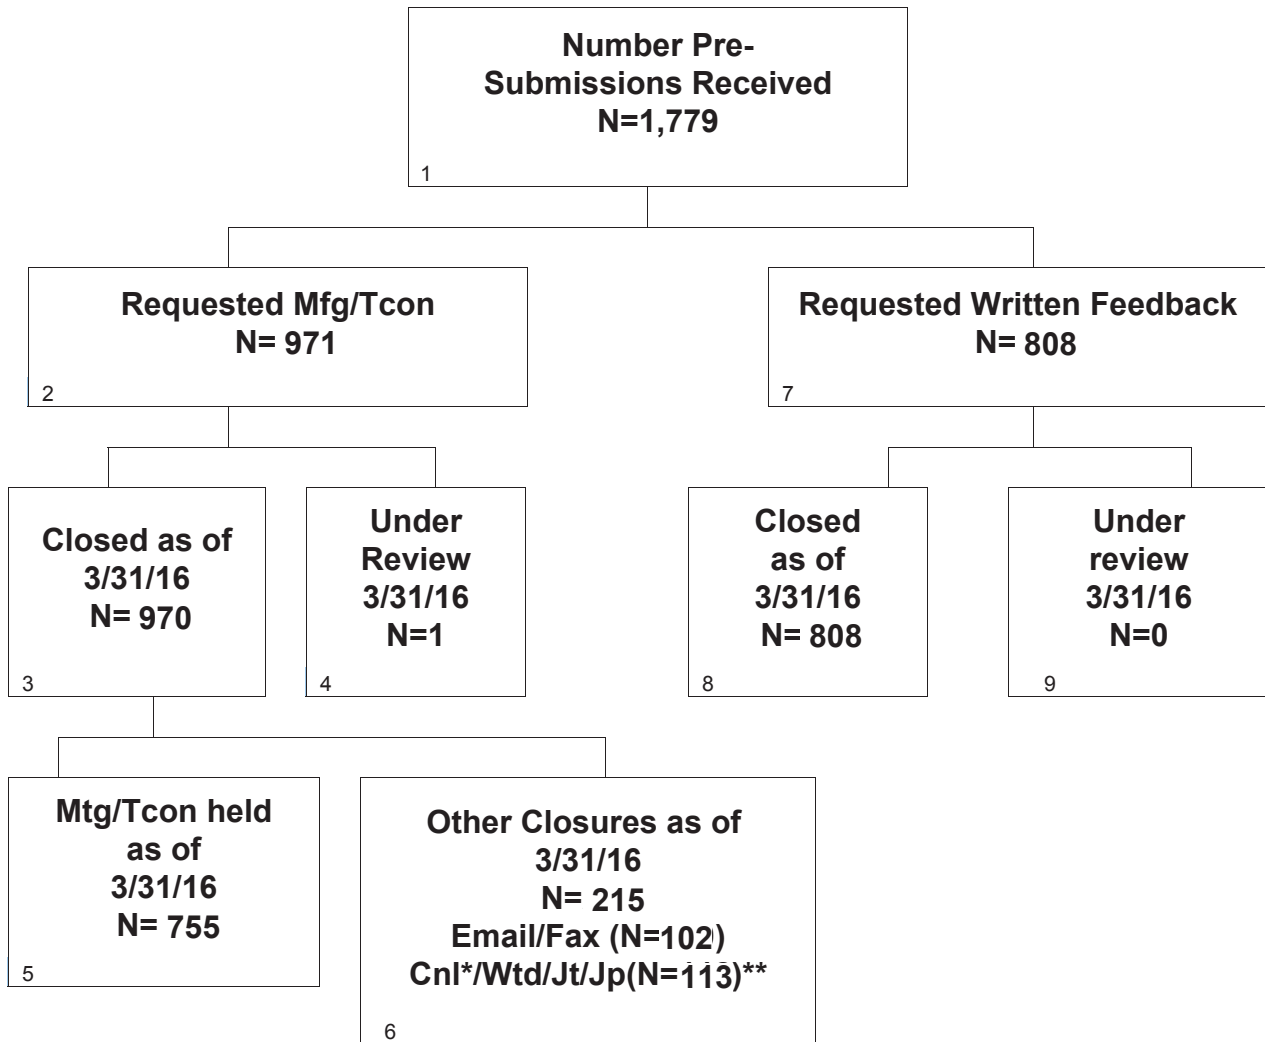 Number Pre-
Submissions Received
N=1,779
1
Requested Mfg/Tcon
N= 971
2
Requested Written Feedback
N= 808
7
Closed as of
3/31/16
N= 970
3
Under
Review
3/31/16
N=1
4
Closed
as of
3/31/16
N= 808
8
Under
review
3/31/16
N=0
9
Mtg/Tcon held
as of
3/31/16
N= 755
5
Other Closures as of
3/31/16
N= 215
Email/Fax (N=102)
Cnl*/Wtd/Jt/Jp(N=113)**
6